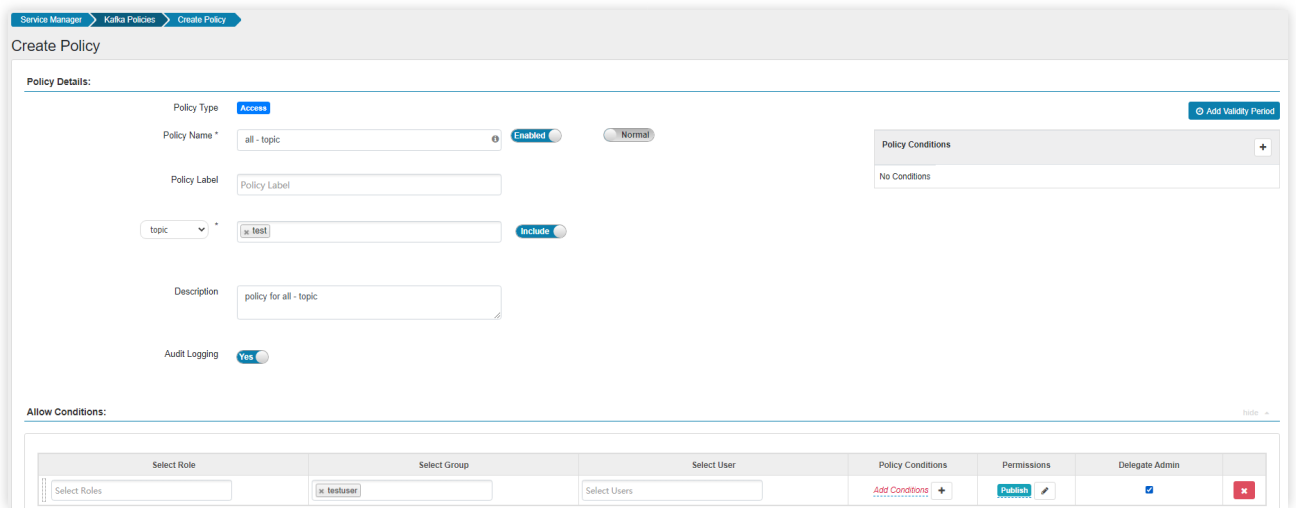 Service Manager Kafka Policies Create Policy
Create Policy
Policy Details:
Policy Type Access Add Validity Period
Policy Name * all - topic Enabled Normal Policy Conditions +
No Conditions
Policy Label Policy Label
topic * × test Include
Description policy for all - topic
Audit Logging Yes
Allow Conditions: hide
Select Role Select Group Select User Policy Conditions Permissions Delegate Admin
Select Roles × testuser Select Users Add Conditions + Publish ×